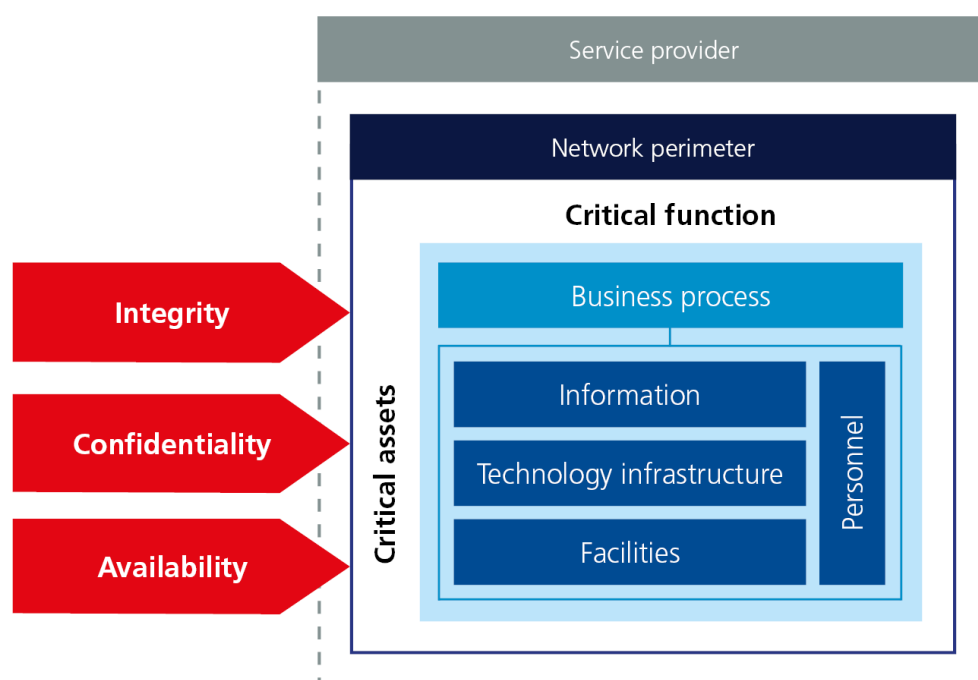 Service provider
Network perimeter
Critical function
Integrity
Business process
Information
Confidentiality
Critical assets
Technology infrastructure
Personnel
Availability
Facilities